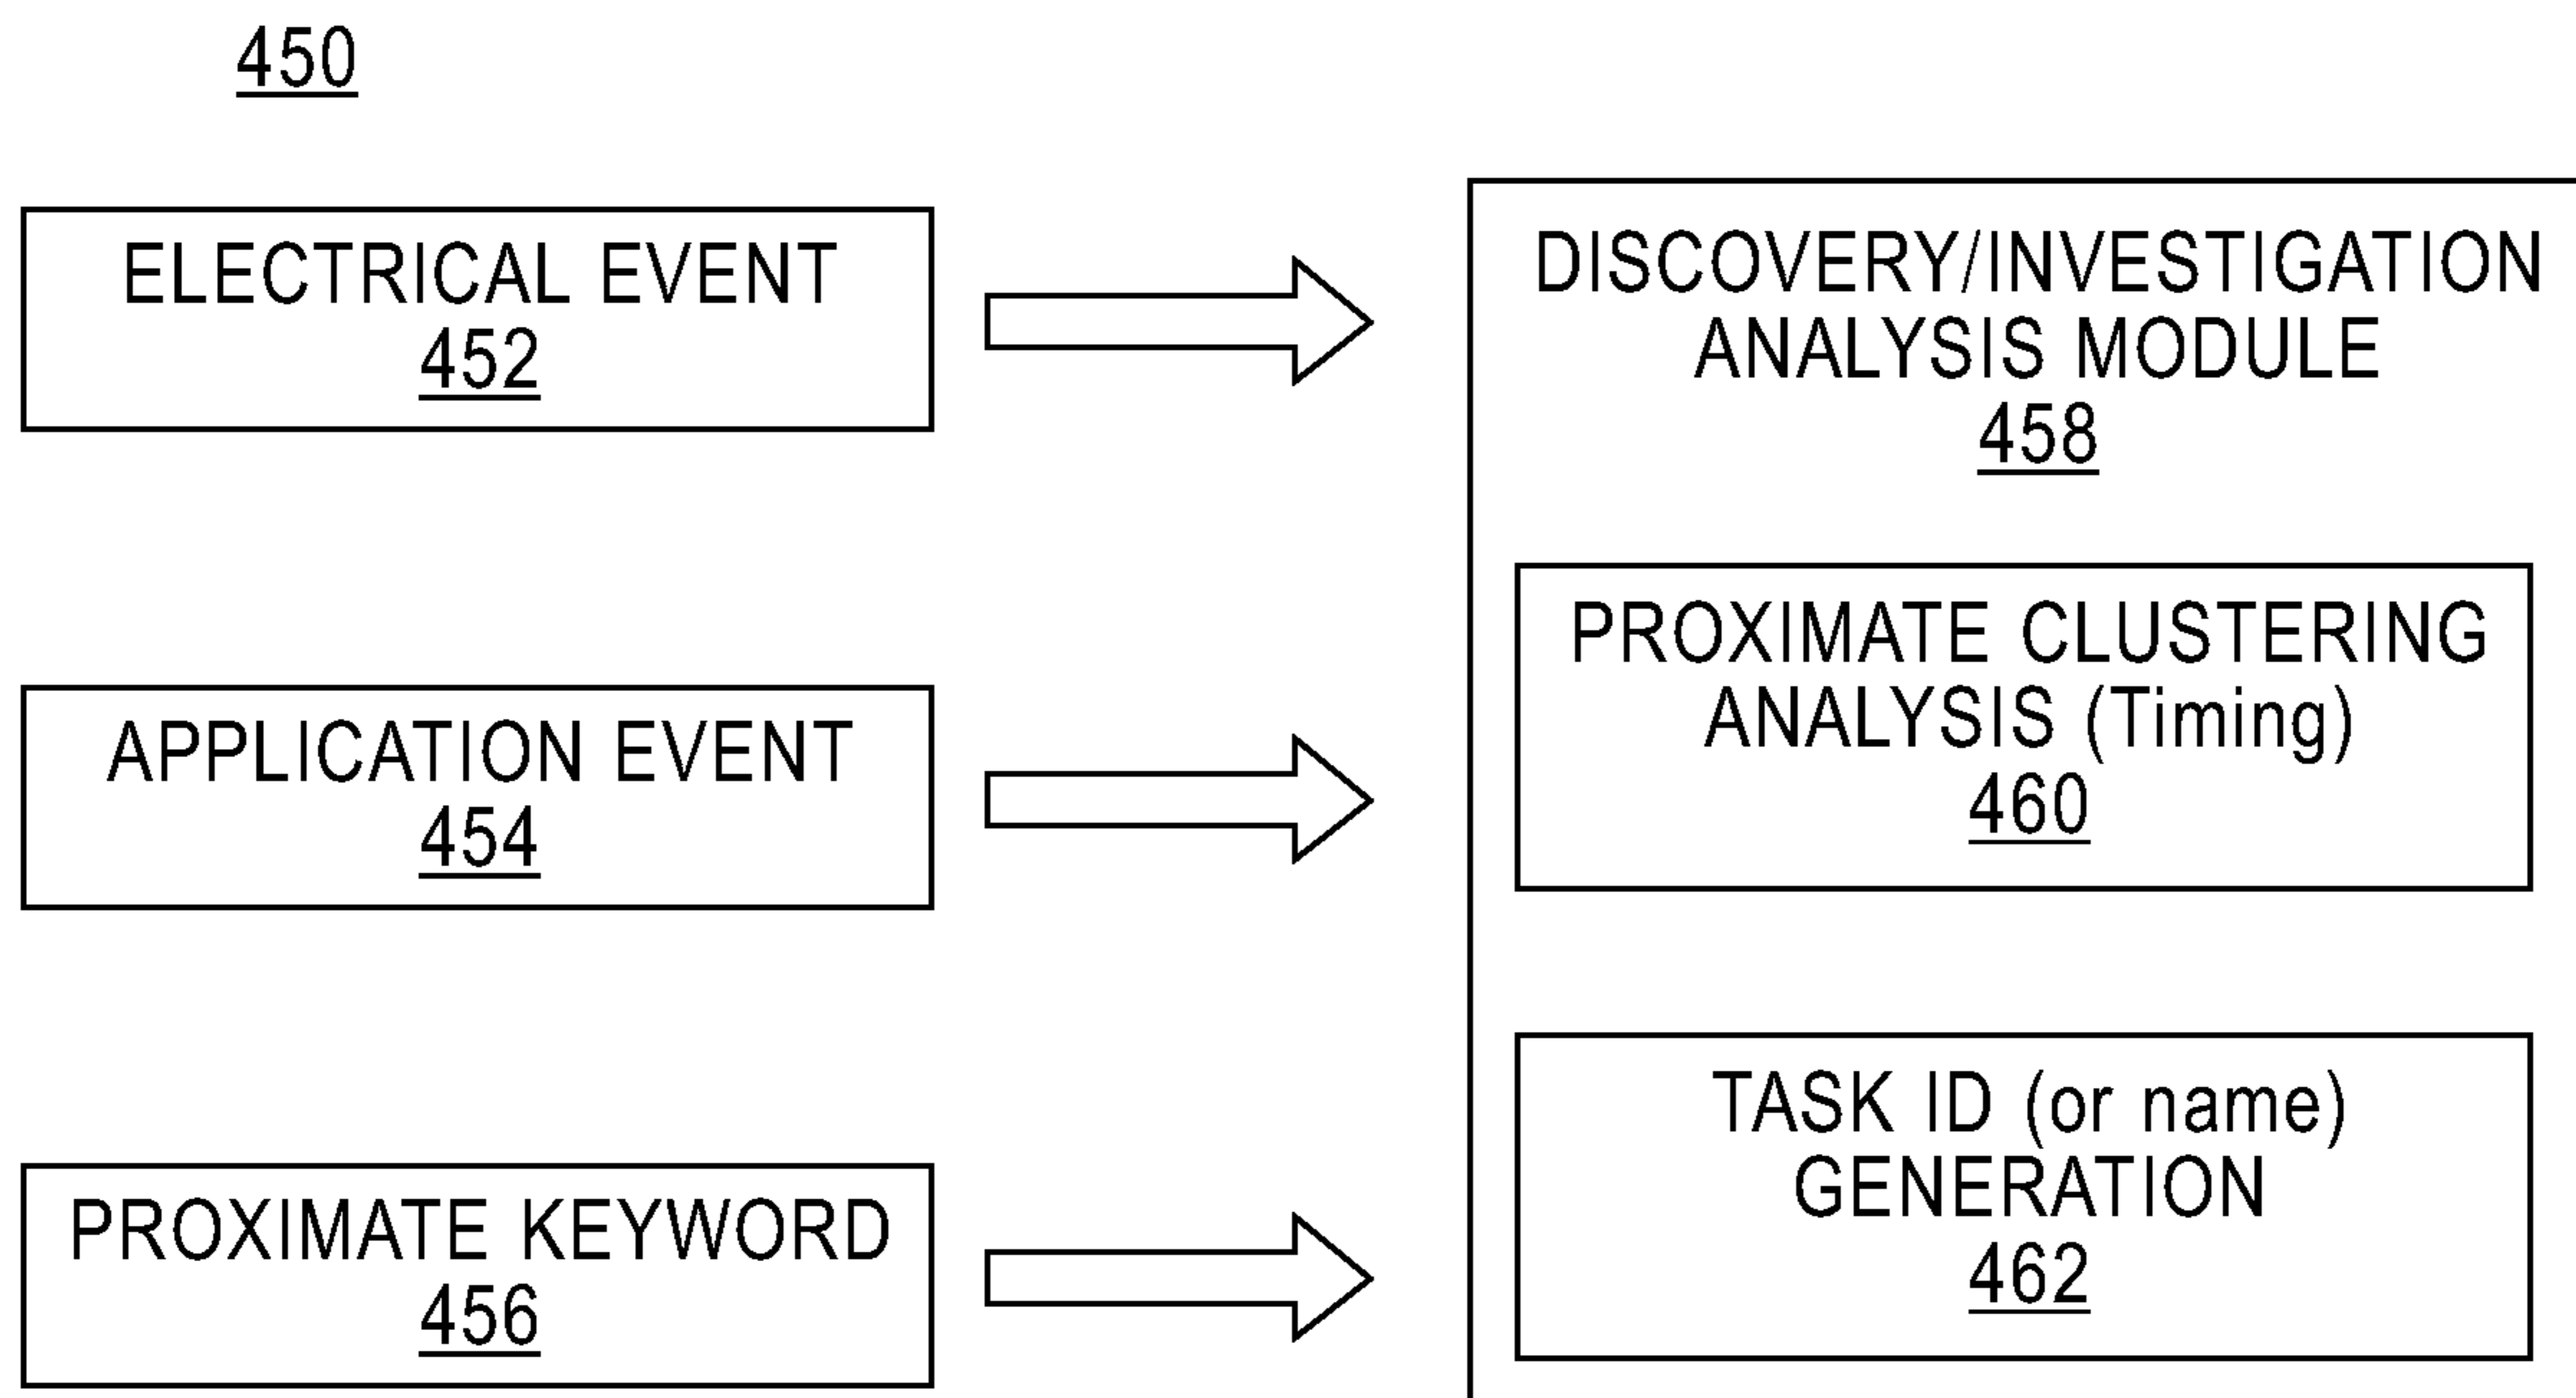 450
ELECTRICAL EVENT
452
APPLICATION EVENT
454
PROXIMATE KEYWORD
456
DISCOVERY/INVESTIGATION
ANALYSIS MODULE
458
PROXIMATE CLUSTERING
ANALYSIS (Timing)
460
TASK ID (or name)
GENERATION
462